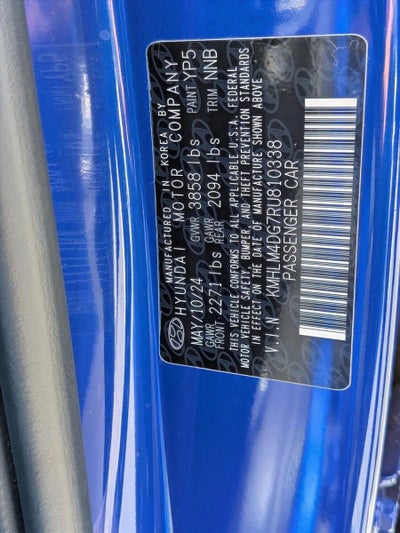 MANUFACTURED IN KOREA BY
HYUNDAI MOTOR COMPANY
MAY/10/24 GVWR 3858 lbs PAINT YP5
GAWR FRONT 2271 lbs GAWR REAR 2094 lbs TRIM NNB
THIS VEHICLE CONFORMS TO ALL APPLICABLE U.S.A. FEDERAL
MOTOR VEHICLE SAFETY, BUMPER, AND THEFT PREVENTION STANDARDS
IN EFFECT ON THE DATE OF MANUFACTURE SHOWN ABOVE
V.I.N KMHLM4DG7RU810338
PASSENGER CAR